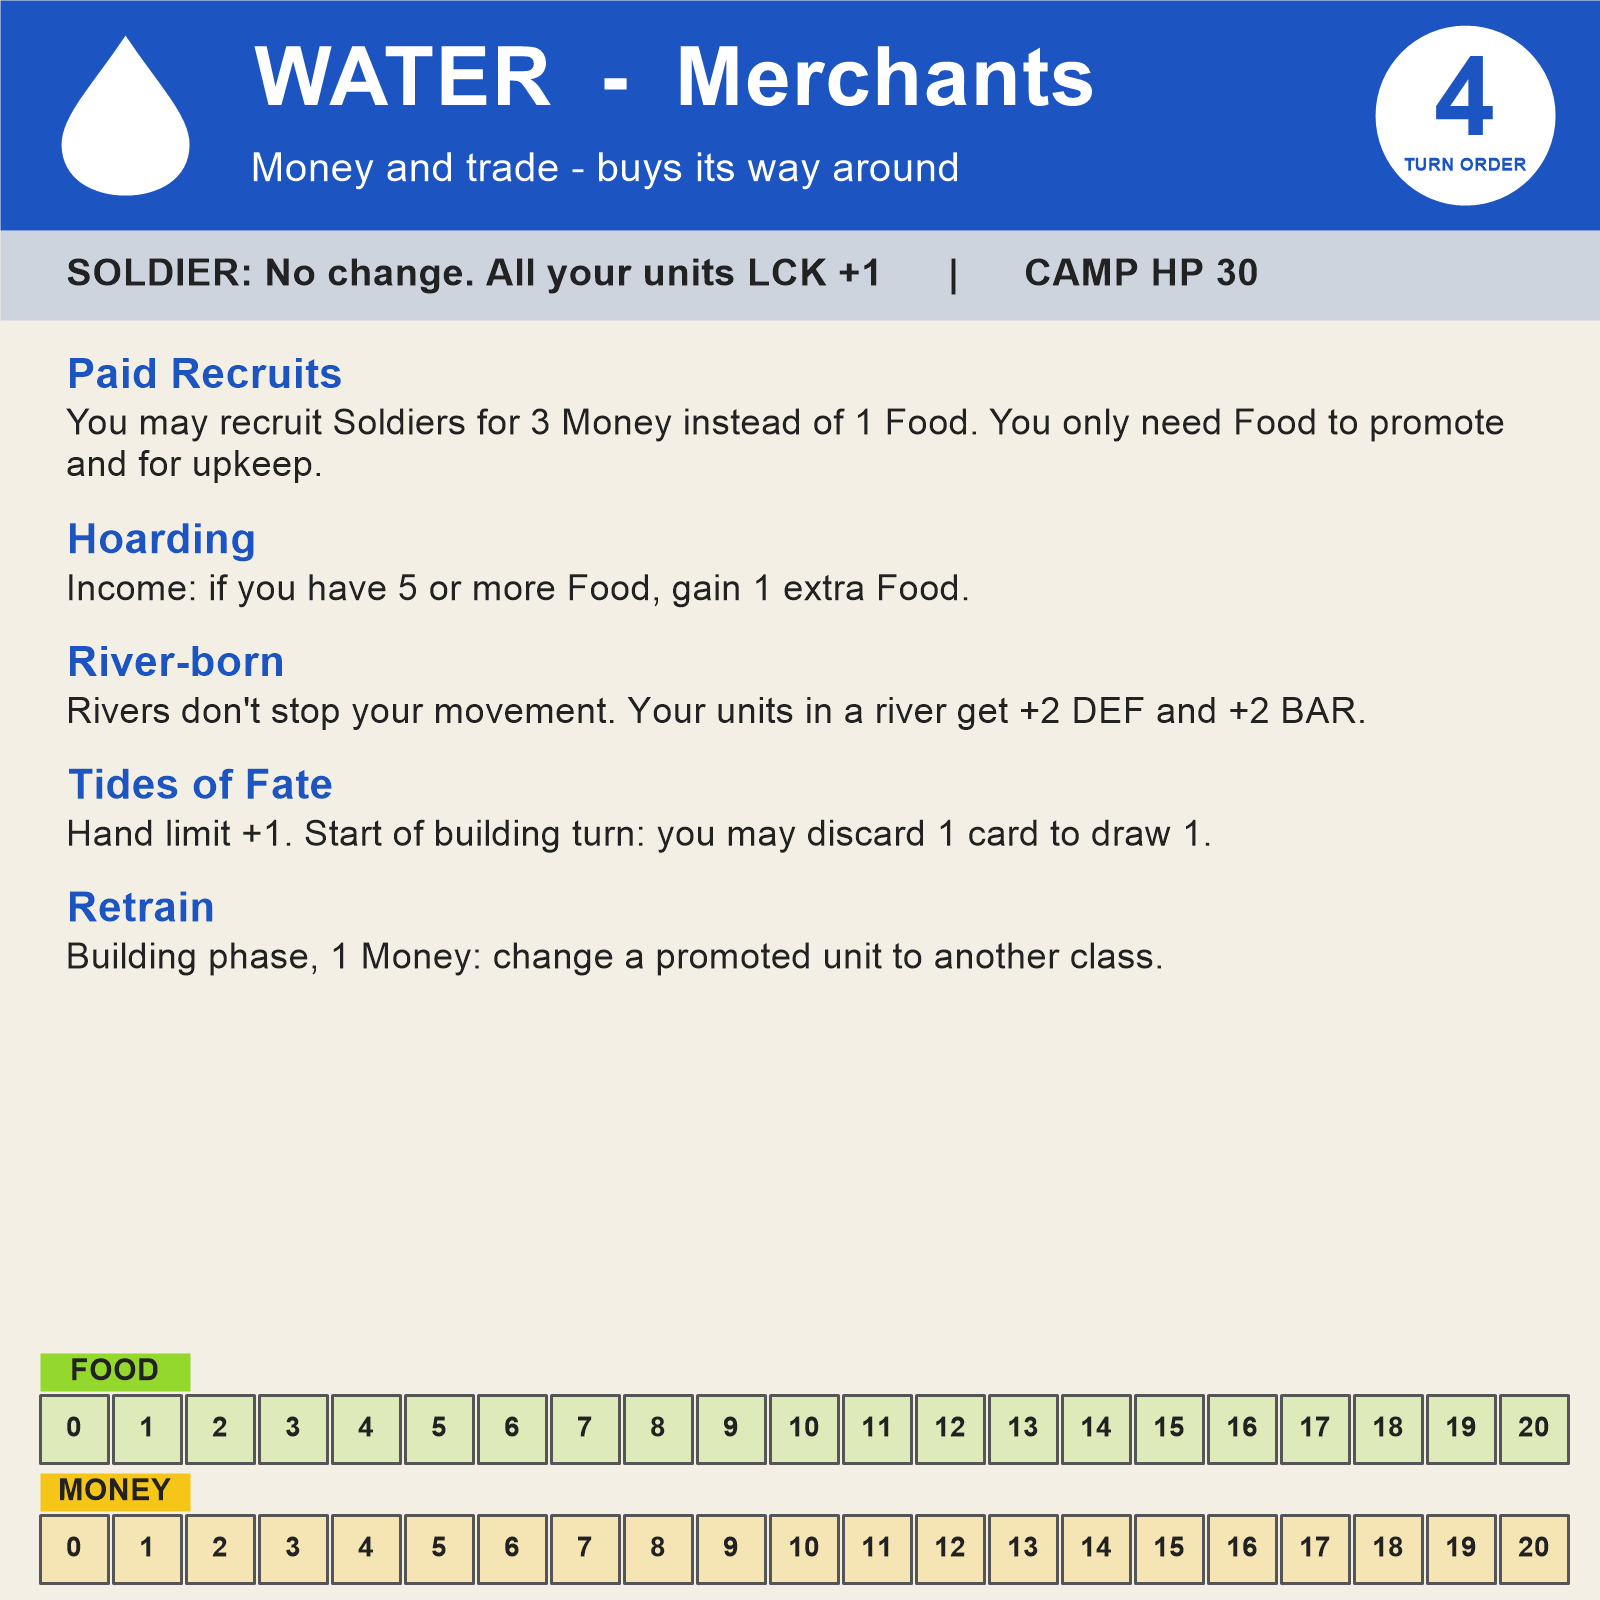 WATER - Merchants
Money and trade - buys its way around
4
TURN ORDER
SOLDIER: No change. All your units LCK +1 | CAMP HP 30
Paid Recruits
You may recruit Soldiers for 3 Money instead of 1 Food. You only need Food to promote
and for upkeep.
Hoarding
Income: if you have 5 or more Food, gain 1 extra Food.
River-born
Rivers don't stop your movement. Your units in a river get +2 DEF and +2 BAR.
Tides of Fate
Hand limit +1. Start of building turn: you may discard 1 card to draw 1.
Retrain
Building phase, 1 Money: change a promoted unit to another class.
FOOD
0 1 2 3 4 5 6 7 8 9 10 11 12 13 14 15 16 17 18 19 20
MONEY
0 1 2 3 4 5 6 7 8 9 10 11 12 13 14 15 16 17 18 19 20